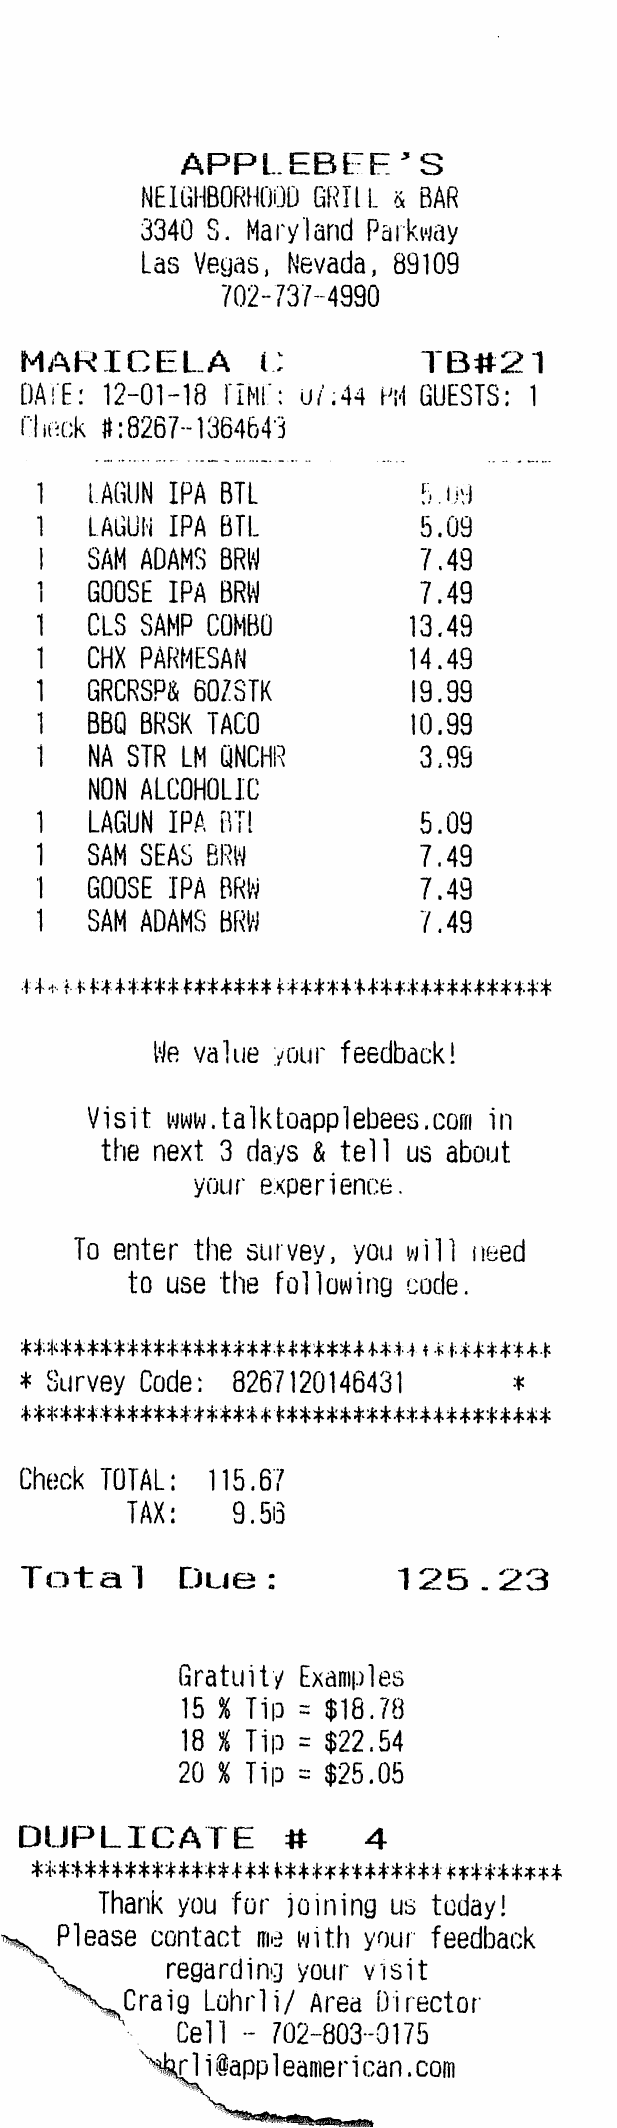 APPLEBEE'S
NEIGHBORHOOD GRILL & BAR
3340 S. Maryland Parkway
Las Vegas, Nevada, 89109
702-737-4990
MARICELA C TB#21
DATE: 12-01-18 TIME: 07:44 PM GUESTS: 1
Check #:8267-1364643
1 LAGUN IPA BTL 5.09
1 LAGUN IPA BTL 5.09
1 SAM ADAMS BRW 7.49
1 GOOSE IPA BRW 7.49
1 CLS SAMP COMBO 13.49
1 CHX PARMESAN 14.49
1 GRCRSP& 6OZSTK 19.99
1 BBQ BRSK TACO 10.99
1 NA STR LM QNCHR 3.99
NON ALCOHOLIC
1 LAGUN IPA BTL 5.09
1 SAM SEAS BRW 7.49
1 GOOSE IPA BRW 7.49
1 SAM ADAMS BRW 7.49
****************************************
We value your feedback!
Visit www.talktoapplebees.com in
the next 3 days & tell us about
your experience.
To enter the survey, you will need
to use the following code.
****************************************
* Survey Code: 8267120146431 *
****************************************
Check TOTAL: 115.67
TAX: 9.56
Total Due: 125.23
Gratuity Examples
15 % Tip = $18.78
18 % Tip = $22.54
20 % Tip = $25.05
DUPLICATE # 4
****************************************
Thank you for joining us today!
Please contact me with your feedback
regarding your visit
Craig Lohrli/ Area Director
Cell - 702-803-0175
hrli@appleamerican.com